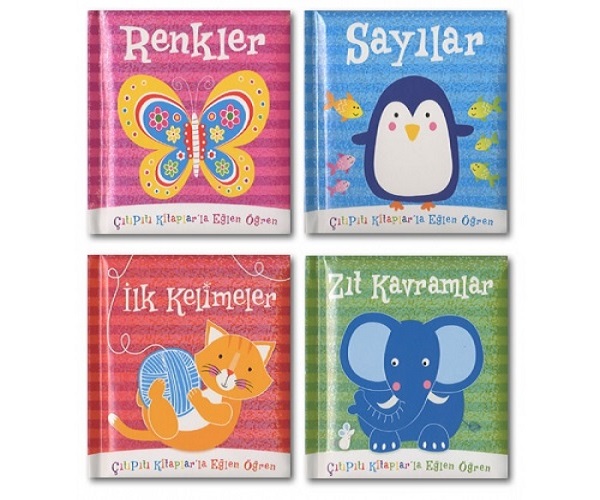 Renkler
ÇıtıPıtı Kitaplar'la Eğlen Öğren
Sayılar
ÇıtıPıtı Kitaplar'la Eğlen Öğren
İlk Kelimeler
ÇıtıPıtı Kitaplar'la Eğlen Öğren
Zıt Kavramlar
ÇıtıPıtı Kitaplar'la Eğlen Öğren